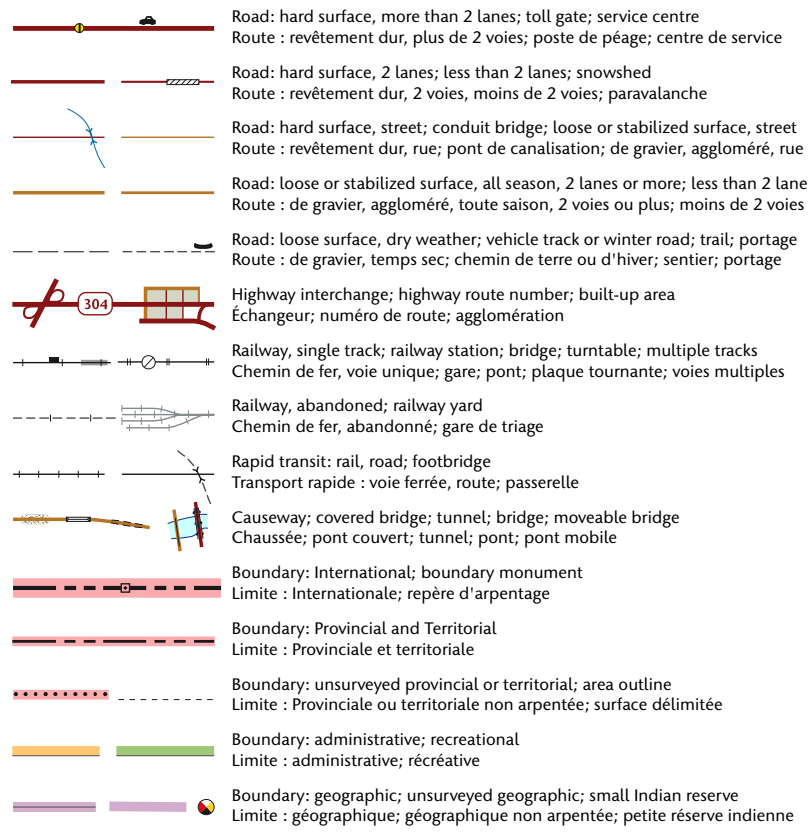 Road: hard surface, more than 2 lanes; toll gate; service centre
Route : revêtement dur, plus de 2 voies; poste de péage; centre de service
Road: hard surface, 2 lanes; less than 2 lanes; snowshed
Route : revêtement dur, 2 voies, moins de 2 voies; paravalanche
Road: hard surface, street; conduit bridge; loose or stabilized surface, street
Route : revêtement dur, rue; pont de canalisation; de gravier, aggloméré, rue
Road: loose or stabilized surface, all season, 2 lanes or more; less than 2 lane
Route : de gravier, aggloméré, toute saison, 2 voies ou plus; moins de 2 voies
Road: loose surface, dry weather; vehicle track or winter road; trail; portage
Route : de gravier, temps sec; chemin de terre ou d'hiver; sentier; portage
304
Highway interchange; highway route number; built-up area
Échangeur; numéro de route; agglomération
Railway, single track; railway station; bridge; turntable; multiple tracks
Chemin de fer, voie unique; gare; pont; plaque tournante; voies multiples
Railway, abandoned; railway yard
Chemin de fer, abandonné; gare de triage
Rapid transit: rail, road; footbridge
Transport rapide : voie ferrée, route; passerelle
Causeway; covered bridge; tunnel; bridge; moveable bridge
Chaussée; pont couvert; tunnel; pont; pont mobile
Boundary: International; boundary monument
Limite : Internationale; repère d'arpentage
Boundary: Provincial and Territorial
Limite : Provinciale et territoriale
Boundary: unsurveyed provincial or territorial; area outline
Limite : Provinciale ou territoriale non arpentée; surface délimitée
Boundary: administrative; recreational
Limite : administrative; récréative
Boundary: geographic; unsurveyed geographic; small Indian reserve
Limite : géographique; géographique non arpentée; petite réserve indienne